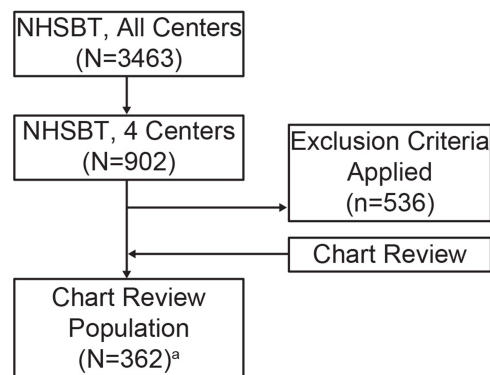 NHSBT, All Centers
(N=3463)
NHSBT, 4 Centers
(N=902)
Exclusion Criteria
Applied
(n=536)
Chart Review
Chart Review
Population
(N=362)ª